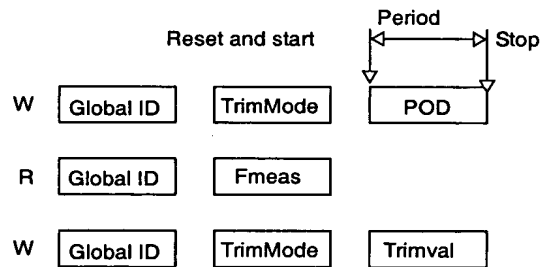 Period
Reset and start
Stop
W Global ID TrimMode POD
R Global ID Fmeas
W Global ID TrimMode Trimval